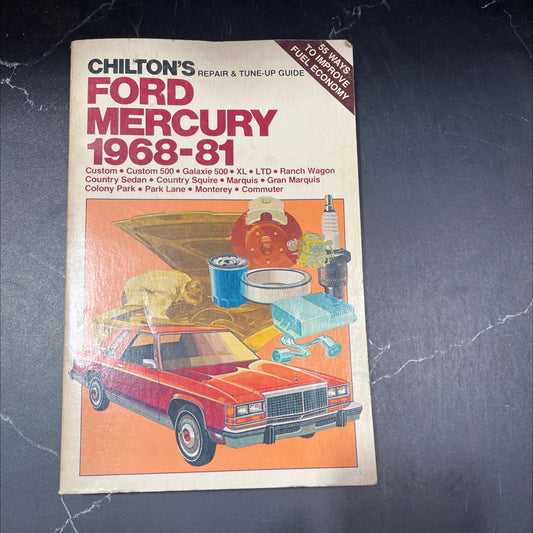 CHILTON'S REPAIR & TUNE-UP GUIDE
55 WAYS
TO IMPROVE
FUEL ECONOMY
FORD
MERCURY
1968-81
Custom • Custom 500 • Galaxie 500 • XL • LTD • Ranch Wagon
Country Sedan • Country Squire • Marquis • Gran Marquis
Colony Park • Park Lane • Monterey • Commuter